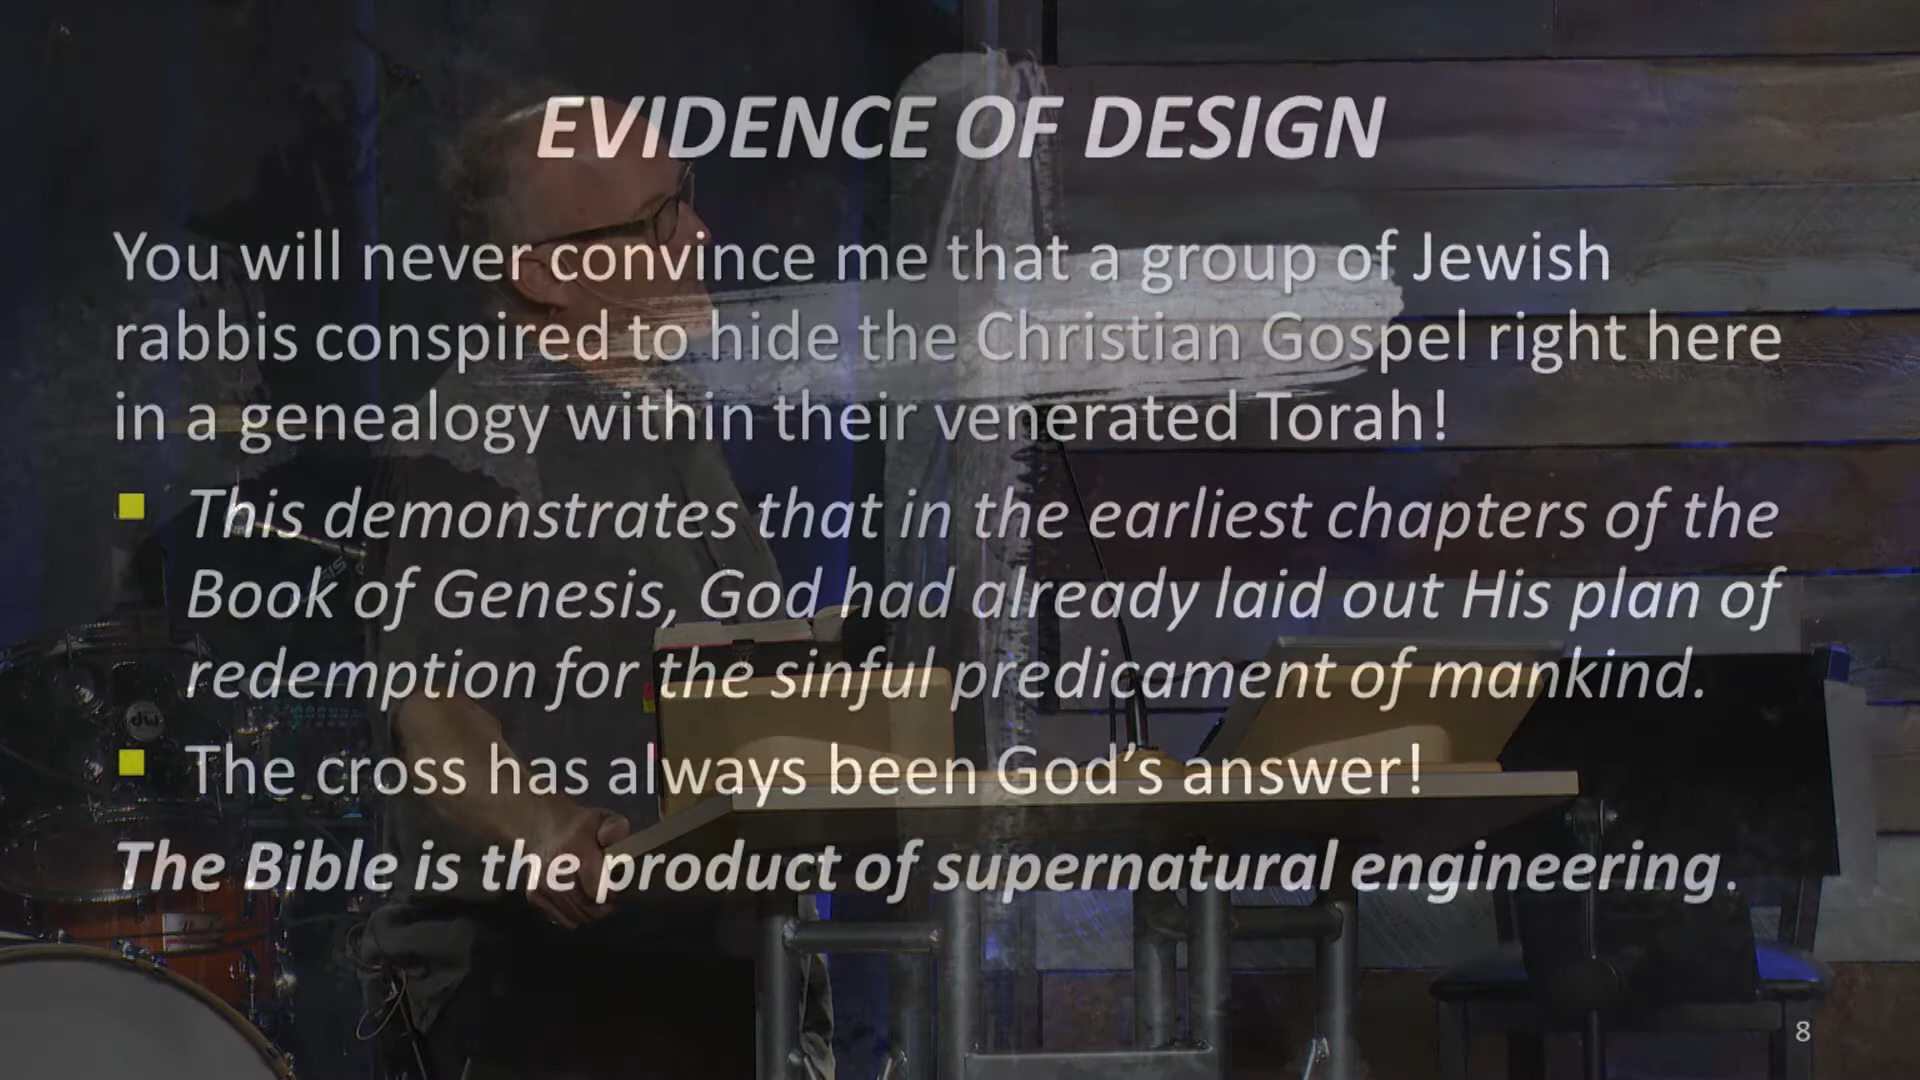 EVIDENCE OF DESIGN
You will never convince me that a group of Jewish
rabbis conspired to hide the Christian Gospel right here
in a genealogy within their venerated Torah!
This demonstrates that in the earliest chapters of the
Book of Genesis, God had already laid out His plan of
redemption for the sinful predicament of mankind.
The cross has always been God's answer!
The Bible is the product of supernatural engineering.
dw
8